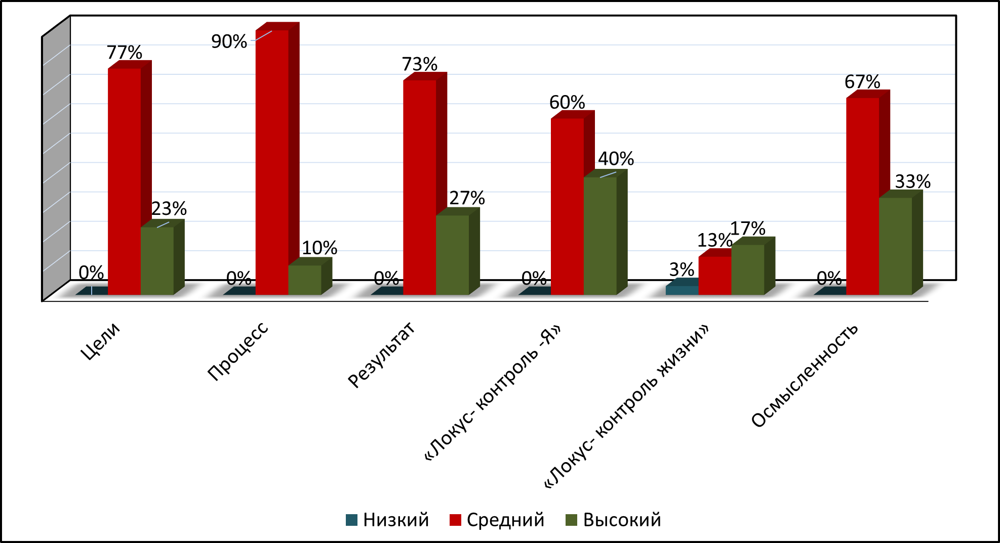 77%
90%
73%
60%
67%
23%
10%
27%
40%
13%
17%
33%
0%
0%
0%
0%
3%
0%
Цели
Процесс
Результат
«Локус- контроль -Я»
«Локус- контроль жизни»
Осмысленность
Низкий Средний Высокий